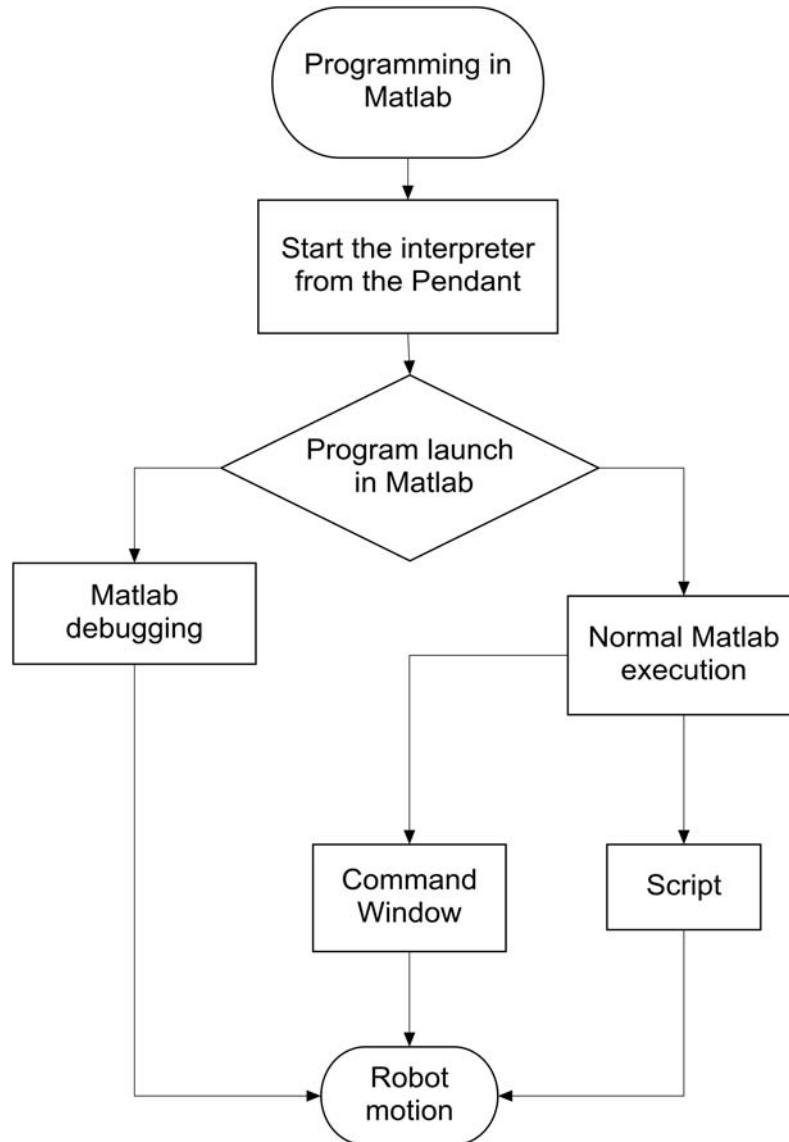 Programming in
Matlab
Start the interpreter
from the Pendant
Program launch
in Matlab
Matlab
debugging
Normal Matlab
execution
Command
Window
Script
Robot
motion